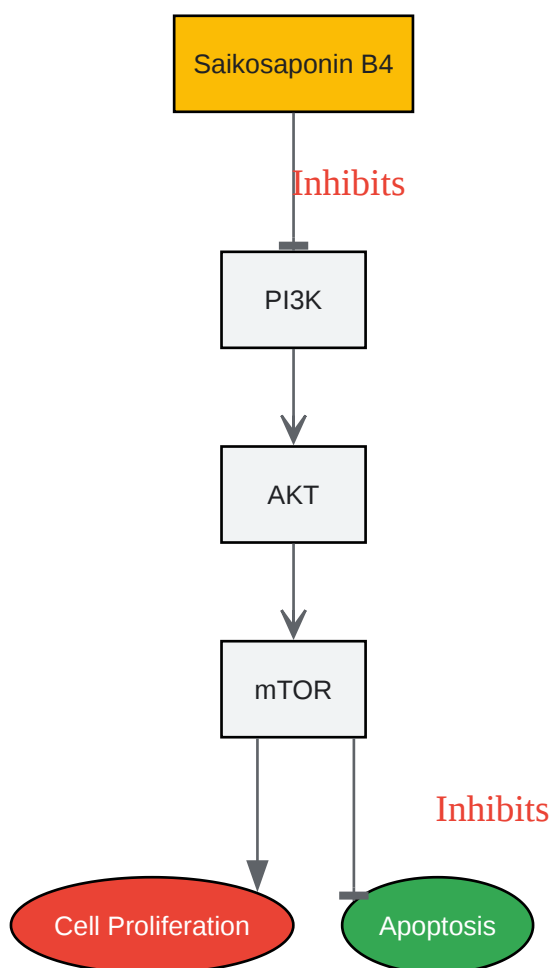 Saikosaponin B4
Inhibits
PI3K
AKT
mTOR
Inhibits
Cell Proliferation
Apoptosis